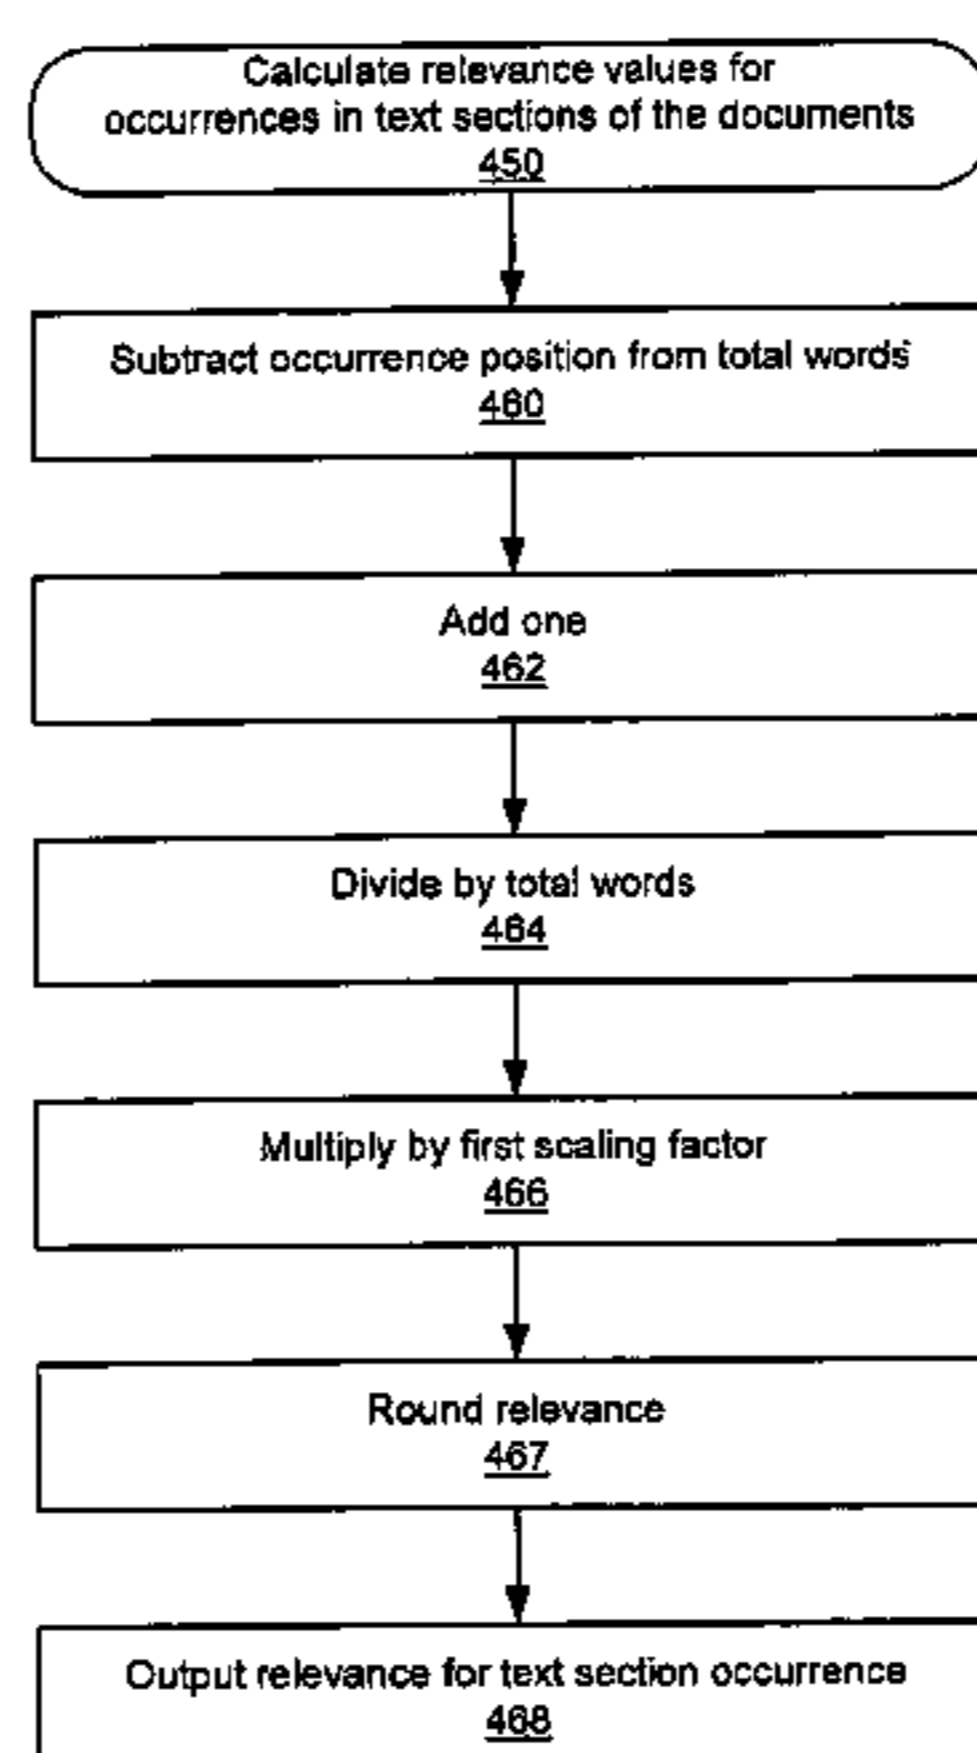 Calculate relevance values for
occurrences in text sections of the documents
450
Subtract occurrence position from total words
460
Add one
462
Divide by total words
464
Multiply by first scaling factor
466
Round relevance
467
Output relevance for text section occurrence
468